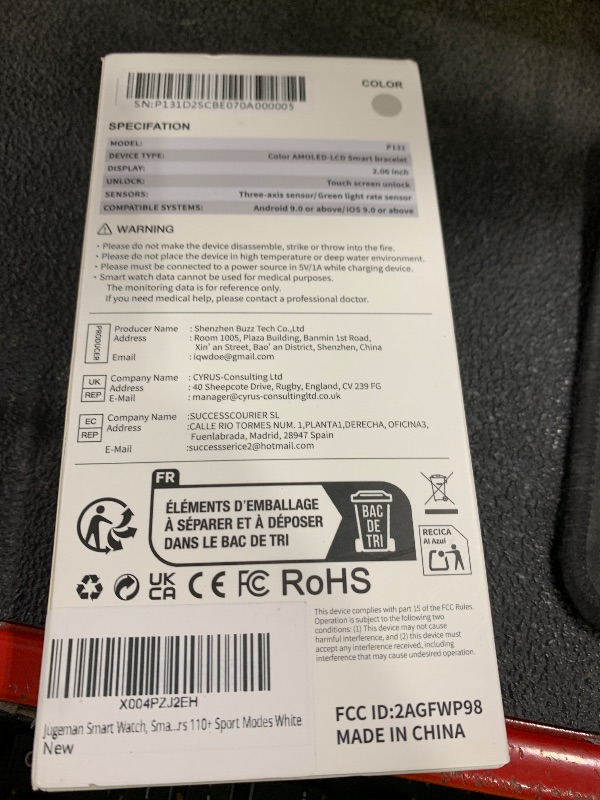 COLOR
SN:P131D2SCBE070A000005
SPECIFATION
MODEL: P131
DEVICE TYPE: Color AMOLED-LCD Smart bracelet
DISPLAY: 2.06 inch
UNLOCK: Touch screen unlock
SENSORS: Three-axis sensor/Green light rate sensor
COMPATIBLE SYSTEMS: Android 9.0 or above/iOS 9.0 or above
WARNING
· Please do not make the device disassemble, strike or throw into the fire.
· Please do not place the device in high temperature or deep water environment.
· Please must be connected to a power source in 5V/1A while charging device.
· Smart watch data cannot be used for medical purposes.
The monitoring data is for reference only.
If you need medical help, please contact a professional doctor.
PRODUCER
Producer Name : Shenzhen Buzz Tech Co.,Ltd
Address : Room 1005, Plaza Building, Banmin 1st Road,
Xin' an Street, Bao' an District, Shenzhen, China
Email : iqwdoe@gmail.com
UK REP
Company Name : CYRUS-Consulting Ltd
Address : 40 Sheepcote Drive, Rugby, England, CV 239 FG
E-Mail : manager@cyrus-consultingltd.co.uk
EC REP
Company Name :SUCCESSCOURIER SL
Address :CALLE RIO TORMES NUM. 1,PLANTA1,DERECHA, OFICINA3,
Fuenlabrada, Madrid, 28947 Spain
E-Mail :successserice2@hotmail.com
FR
ÉLÉMENTS D'EMBALLAGE
À SÉPARER ET À DÉPOSER
DANS LE BAC DE TRI
BAC
DE
TRI
RECICA
Al Azul
UK
CA
CE FC RoHS
This device complies with part 15 of the FCC Rules.
Operation is subject to the following two
conditions: (1) This device may not cause
harmful interference, and (2) this device must
accept any interference received, including
interference that may cause undesired operation.
X004PZJ2EH
Jugeman Smart Watch, Sma...rs 110+ Sport Modes White
New
FCC ID:2AGFWP98
MADE IN CHINA